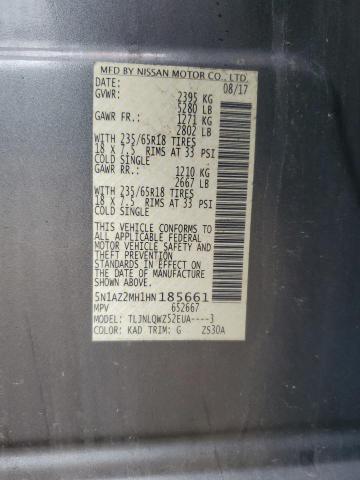 MFD BY NISSAN MOTOR CO., LTD.
DATE: 08/17
GVWR: 2395 KG
5280 LB
GAWR FR.: 1271 KG
2802 LB
WITH 235/65R18 TIRES
18 X 7.5 RIMS AT 33 PSI
COLD SINGLE
GAWR RR.: 1210 KG
2667 LB
WITH 235/65R18 TIRES
18 X 7.5 RIMS AT 33 PSI
COLD SINGLE
THIS VEHICLE CONFORMS TO
ALL APPLICABLE FEDERAL
MOTOR VEHICLE SAFETY
AND THEFT PREVENTION
STANDARDS IN EFFECT ON
THE DATE OF MANUFACTURE
SHOWN ABOVE.
5N1AZ2MH1HN185661
MPV 652667
MODEL: TLJNLQWZ52EUA----3
COLOR: KAD TRIM: G ZS30A